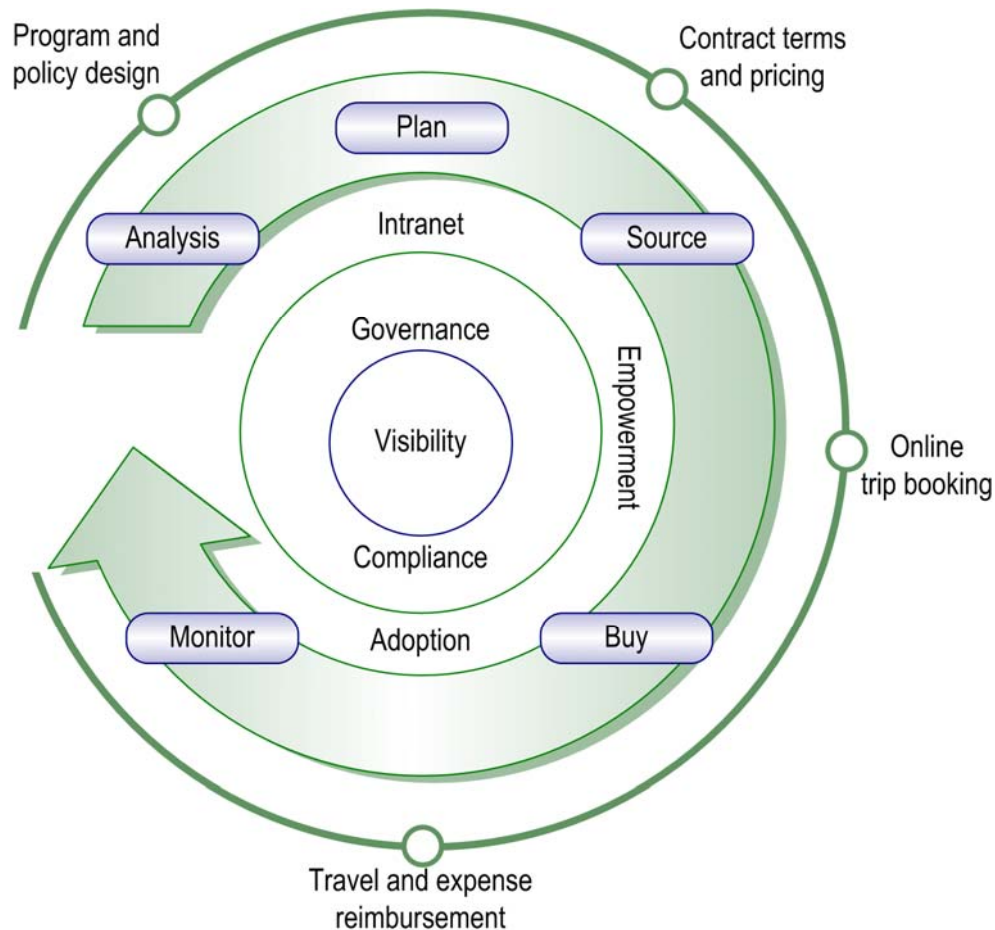 Program and
policy design
Contract terms
and pricing
Plan
Analysis
Intranet
Source
Governance
Empowerment
Visibility
Online
trip booking
Compliance
Monitor
Adoption
Buy
Travel and expense
reimbursement